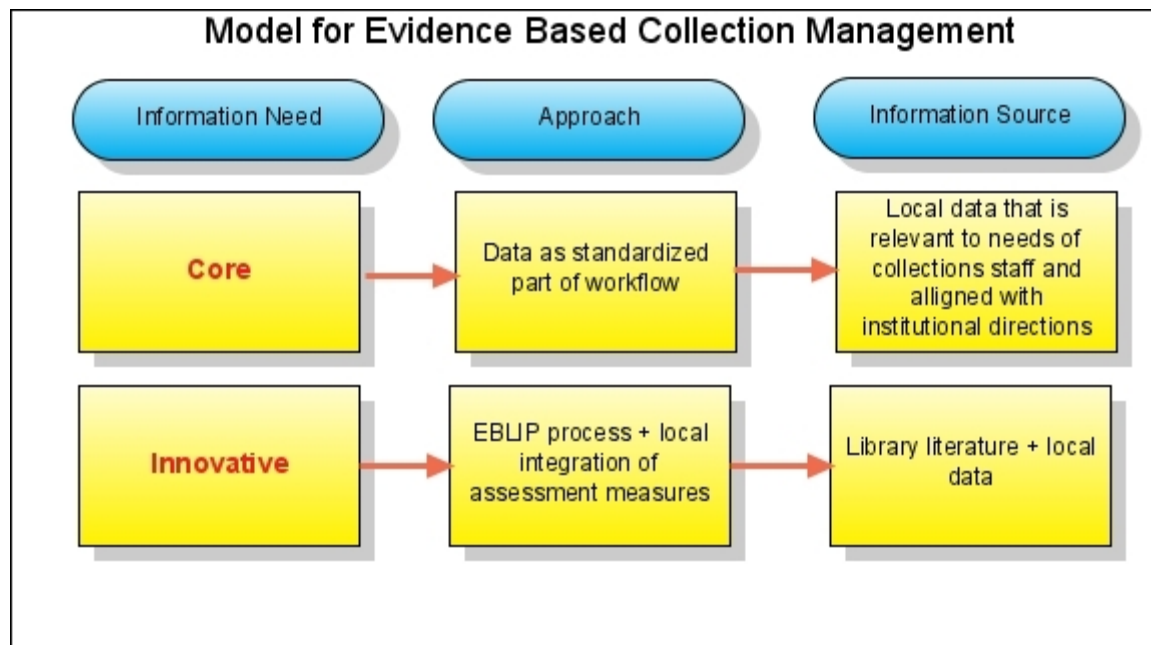 Model for Evidence Based Collection Management
Information Need
Approach
Information Source
Core
Data as standardized
part of workflow
Local data that is
relevant to needs of
collections staff and
alligned with
institutional directions
Innovative
EBLIP process + local
integration of
assessment measures
Library literature + local
data